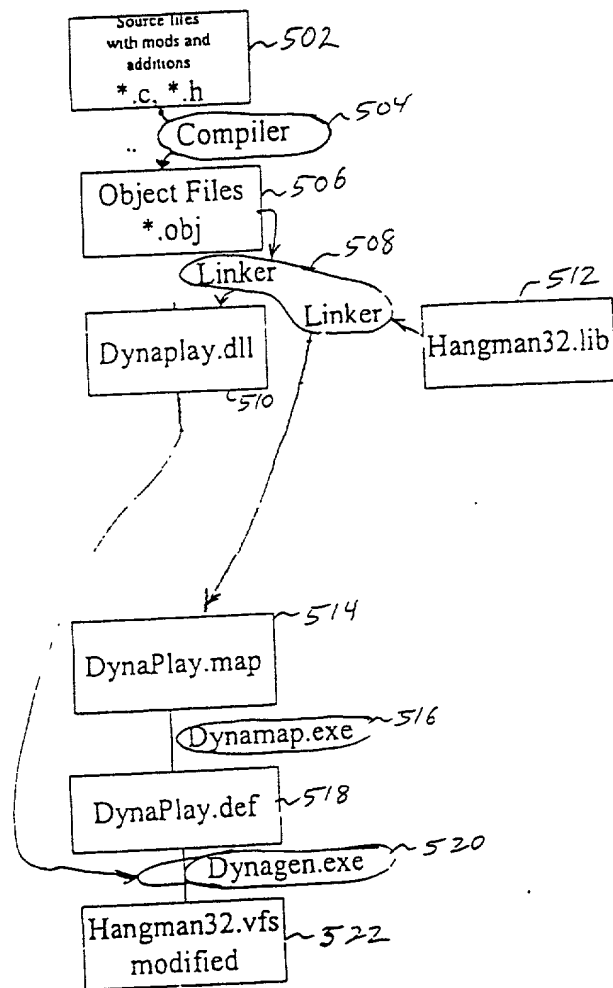 Source files
with mods and
additions
*.c, *.h
502
504
Compiler
Object Files
*.obj
506
508
Linker
Linker
512
Hangman32.lib
Dynaplay.dll
510
514
DynaPlay.map
516
Dynamap.exe
DynaPlay.def
518
520
Dynagen.exe
Hangman32.vfs
modified
522